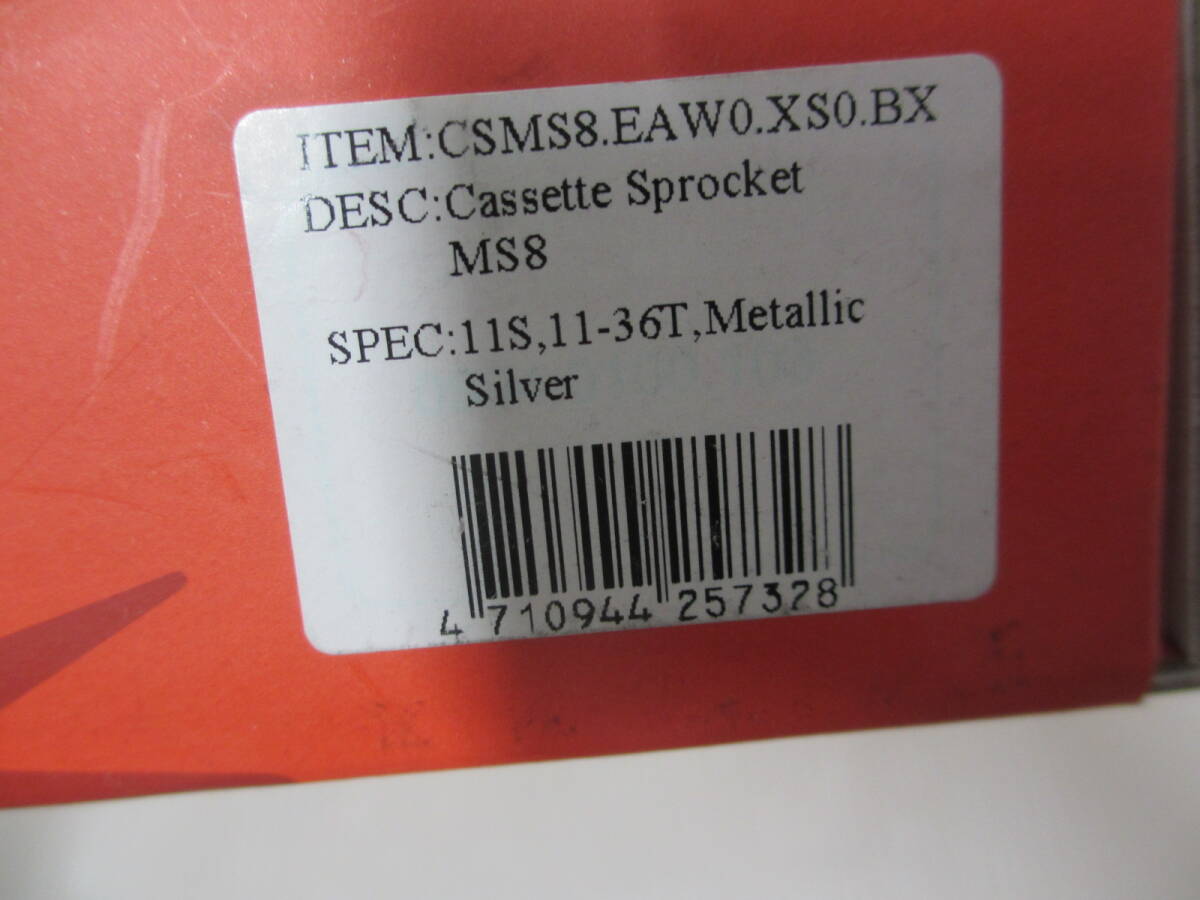 ITEM:CSMS8.EAW0.XS0.BX
DESC:Cassette Sprocket
MS8
SPEC:11S,11-36T,Metallic
Silver
4 710944 257328